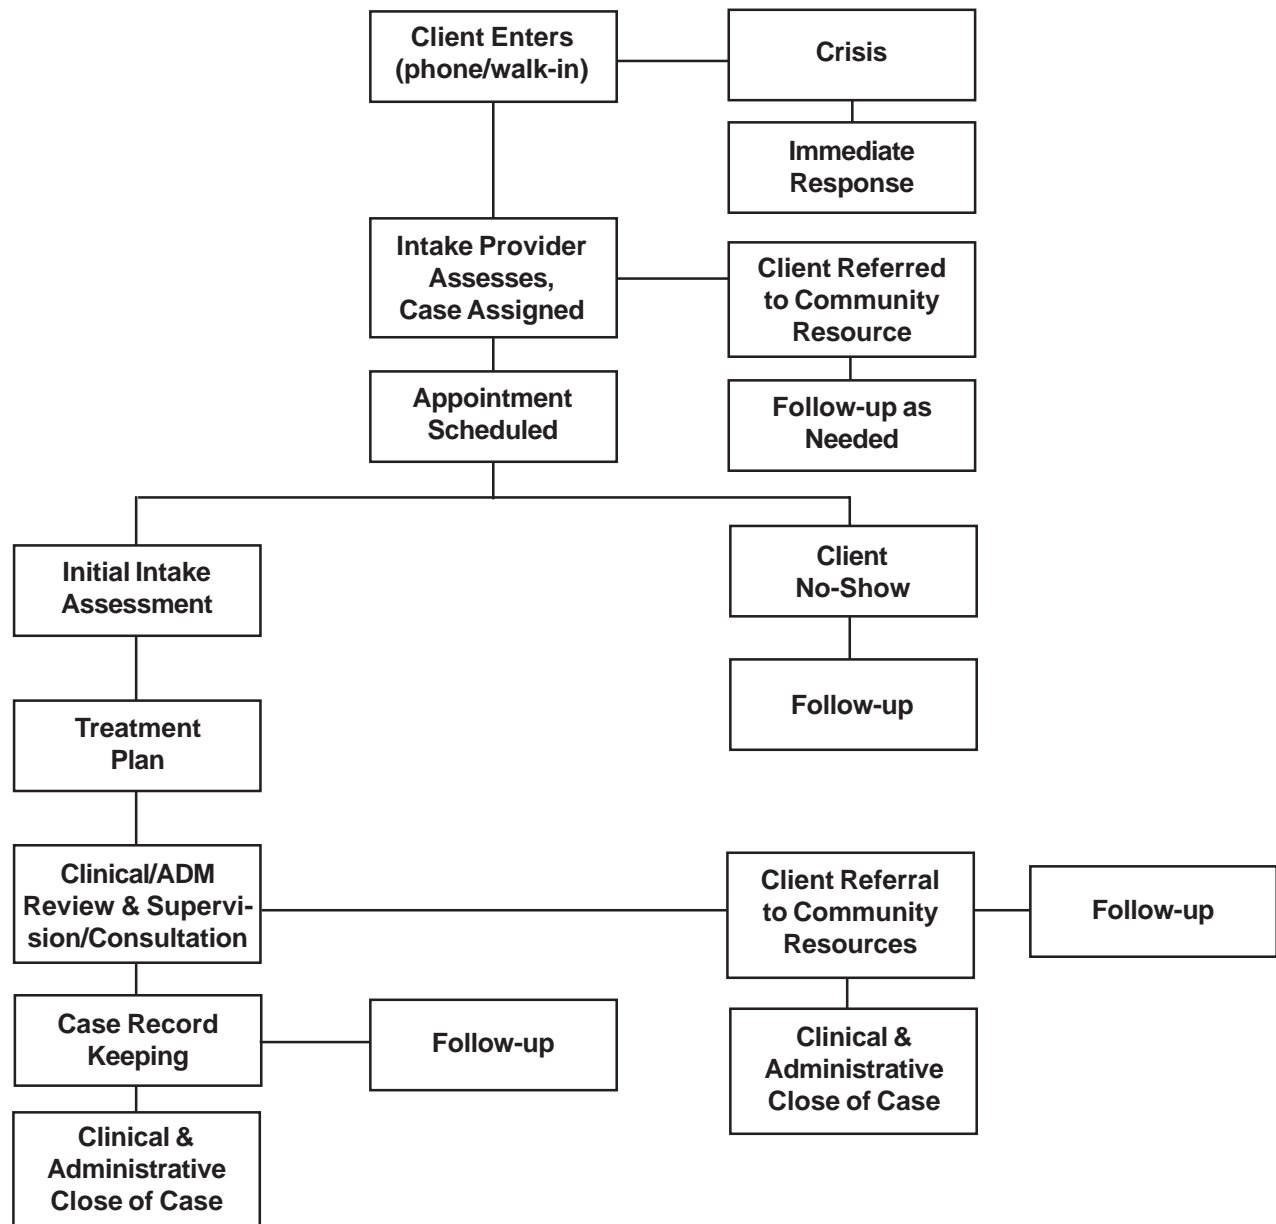 Client Enters
(phone/walk-in)
Crisis
Immediate
Response
Intake Provider
Assesses,
Case Assigned
Client Referred
to Community
Resource
Appointment
Scheduled
Follow-up as
Needed
Initial Intake
Assessment
Client
No-Show
Follow-up
Treatment
Plan
Clinical/ADM
Review & Supervi-
sion/Consultation
Client Referral
to Community
Resources
Follow-up
Case Record
Keeping
Follow-up
Clinical &
Administrative
Close of Case
Clinical &
Administrative
Close of Case